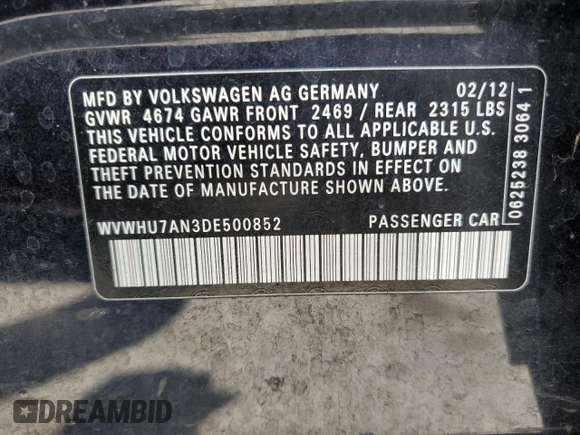 MFD BY VOLKSWAGEN AG GERMANY 02/12
GVWR 4674 GAWR FRONT 2469 / REAR 2315 LBS
THIS VEHICLE CONFORMS TO ALL APPLICABLE U.S.
FEDERAL MOTOR VEHICLE SAFETY, BUMPER AND
THEFT PREVENTION STANDARDS IN EFFECT ON
THE DATE OF MANUFACTURE SHOWN ABOVE.
WVWHU7AN3DE500852 PASSENGER CAR
0625238 3064 1
DREAMBID